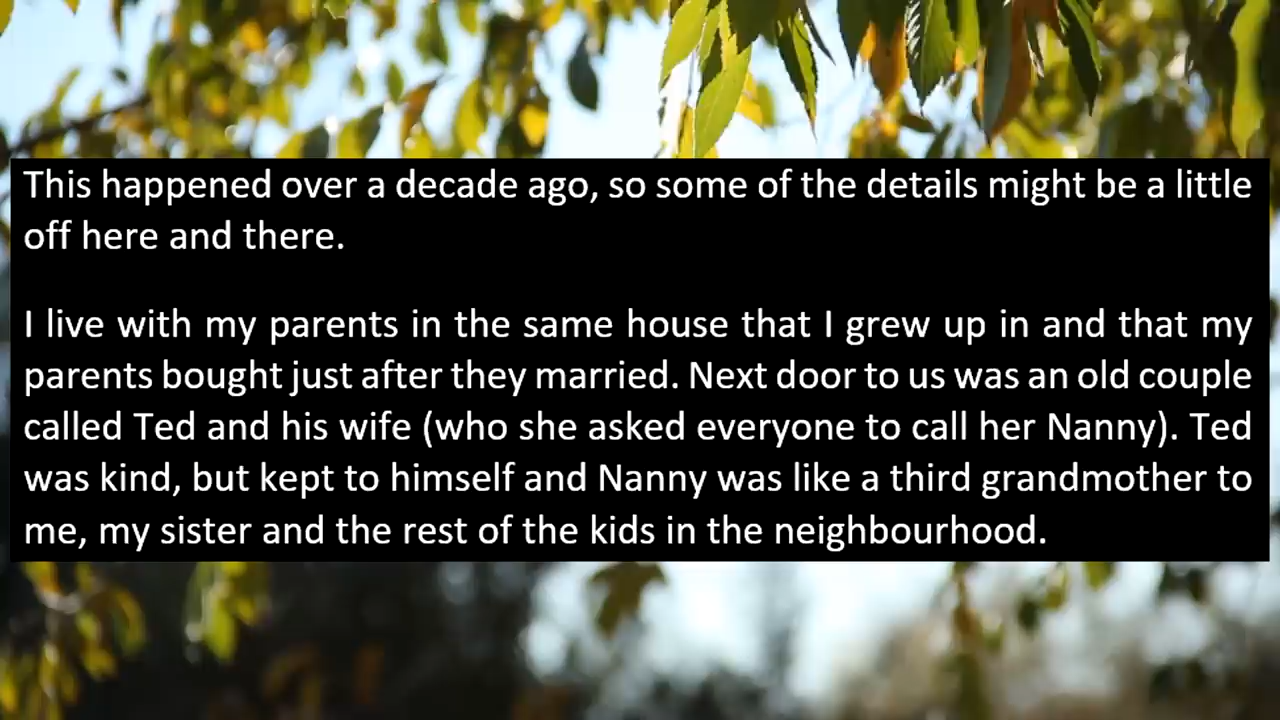 This happened over a decade ago, so some of the details might be a little
off here and there.
I live with my parents in the same house that I grew up in and that my
parents bought just after they married. Next door to us was an old couple
called Ted and his wife (who she asked everyone to call her Nanny). Ted
was kind, but kept to himself and Nanny was like a third grandmother to
me, my sister and the rest of the kids in the neighbourhood.